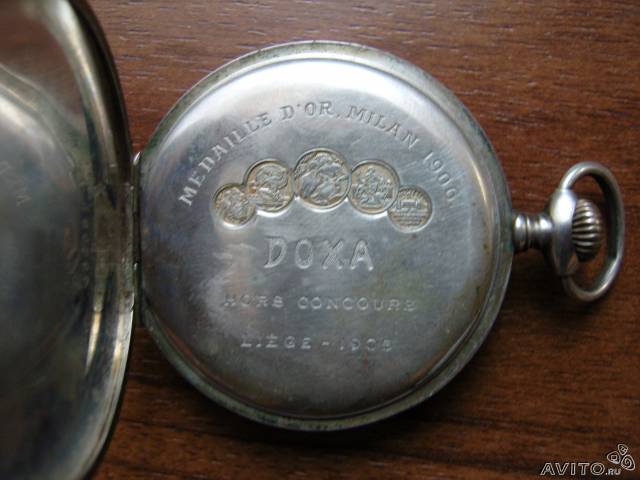 MEDAILLE D'OR, MILAN 1906.
DOXA
HORS CONCOURS
LIÈGE - 1905
AVITO.RU